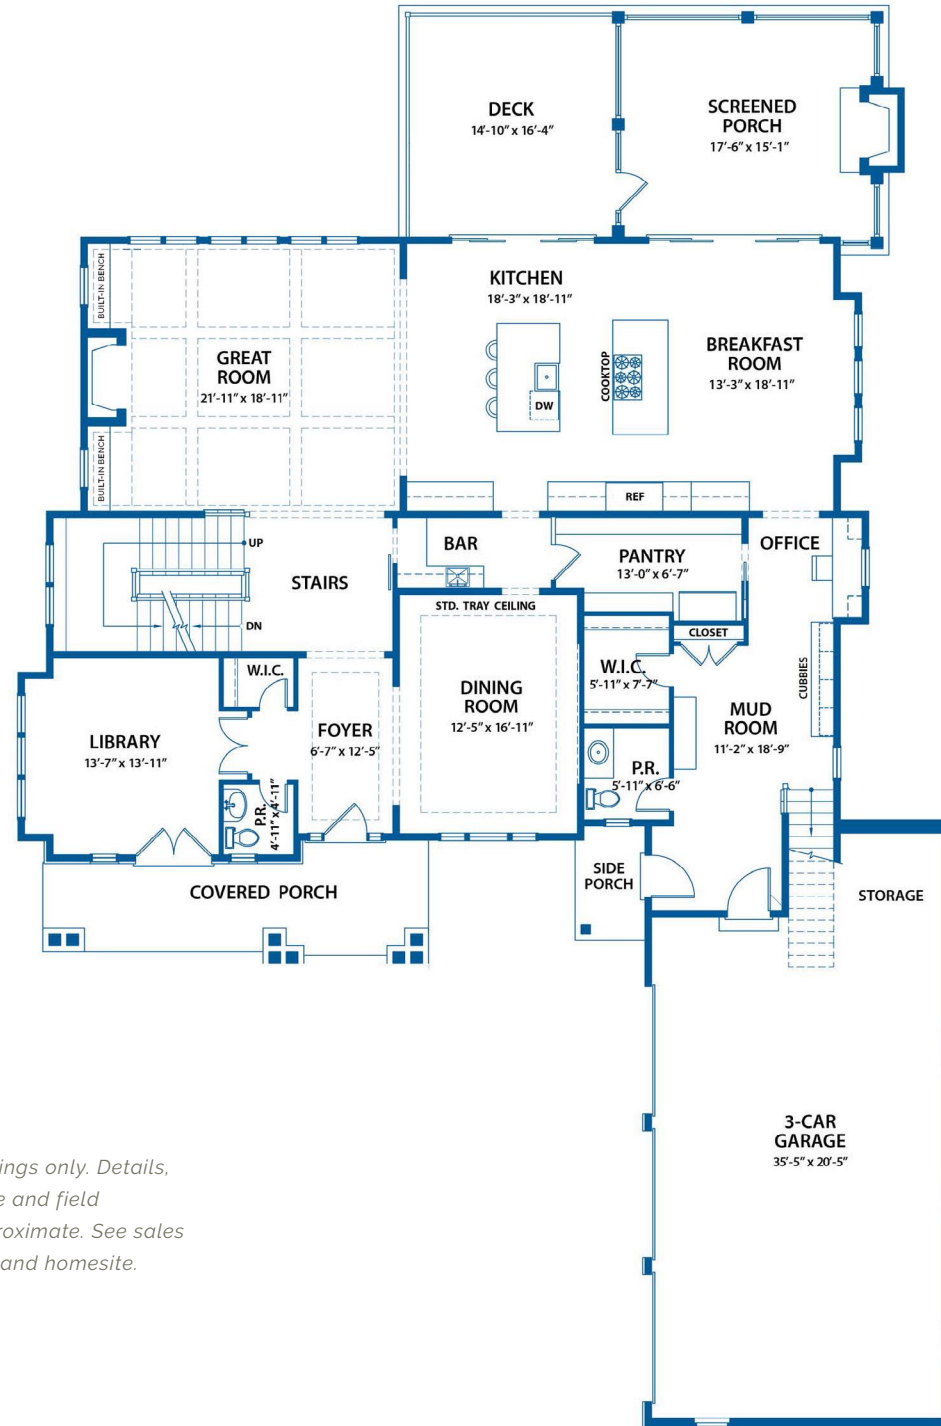 DECK
14'-10" x 16'-4"
SCREENED
PORCH
17'-6" x 15'-1"
BUILT-IN BENCH
KITCHEN
18'-3" x 18'-11"
GREAT
ROOM
21'-11" x 18'-11"
COOKTOP
BREAKFAST
ROOM
13'-3" x 18'-11"
DW
BUILT-IN BENCH
REF
UP
BAR
PANTRY
13'-0" x 6'-7"
OFFICE
STAIRS
STD. TRAY CEILING
DN
CLOSET
W.I.C.
W.I.C.
5'-11" x 7'-7"
CUBBIES
DINING
ROOM
12'-5" x 16'-11"
LIBRARY
13'-7" x 13'-11"
FOYER
6'-7" x 12'-5"
MUD
ROOM
11'-2" x 18'-9"
P.R.
4'-11" x 4'-11"
P.R.
5'-11" x 6'-6"
COVERED PORCH
SIDE
PORCH
STORAGE
3-CAR
GARAGE
35'-5" x 20'-5"
ings only. Details,
e and field
roximate. See sales
and homesite.